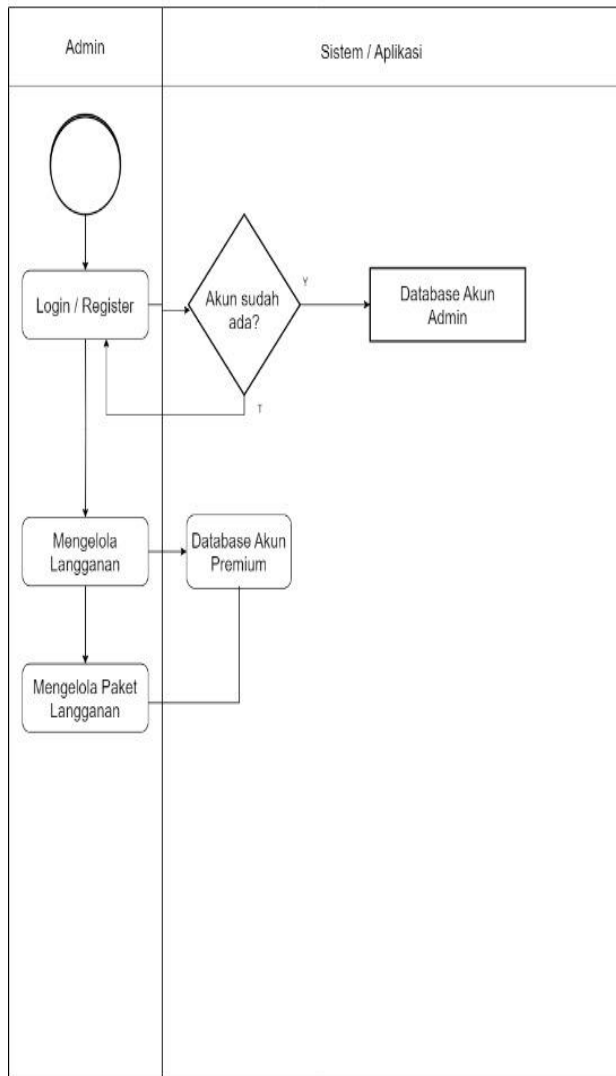 Admin
Sistem / Aplikasi
Login / Register
Akun sudah
ada?
Y
Database Akun
Admin
T
Mengelola
Langganan
Database Akun
Premium
Mengelola Paket
Langganan